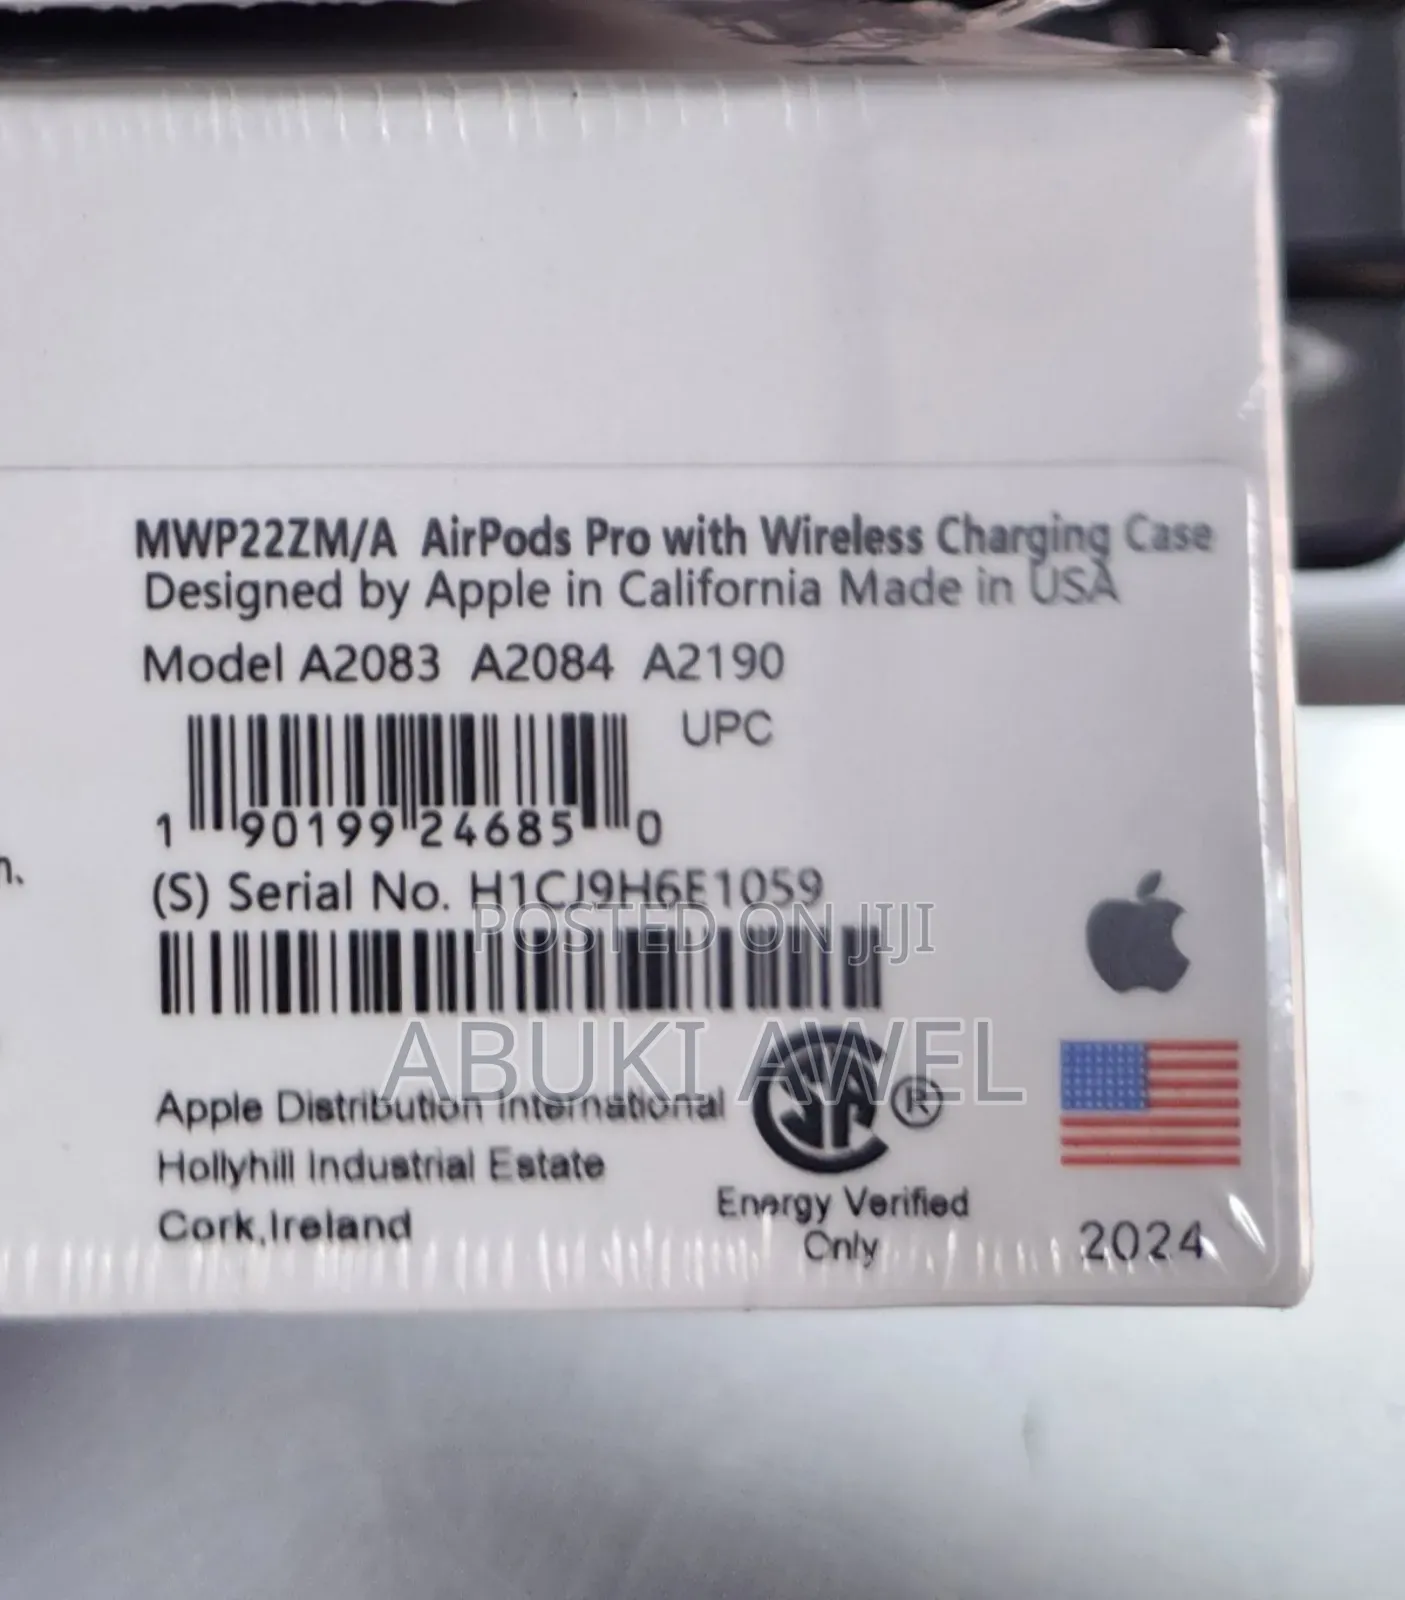 MWP22ZM/A AirPods Pro with Wireless Charging Case
Designed by Apple in California Made in USA
Model A2083 A2084 A2190
UPC
1 90199 24685 0
(S) Serial No. H1CJ9H6E1059
POSTED ON JIJI
ABUKI AWEL
Apple Distribution International
Hollyhill Industrial Estate
Cork,Ireland
SA ®
Energy Verified
Only
2024